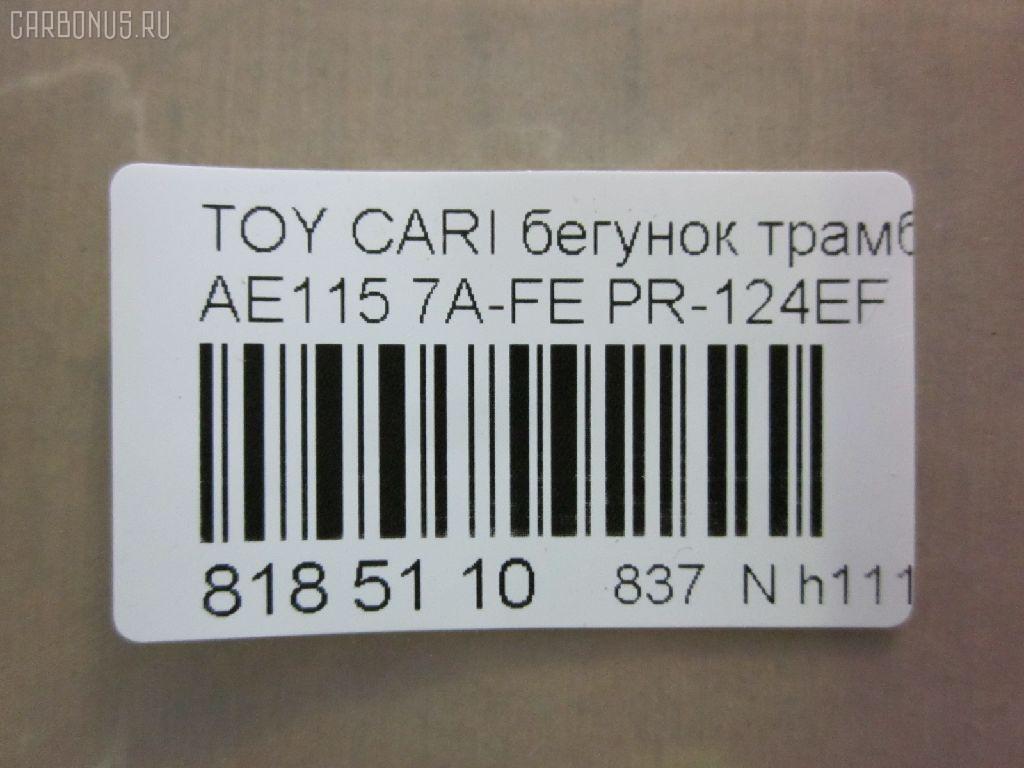 CARBONUS.RU
TOY CARI бегунок трамб
AE115 7A-FE PR-124EF
818 51 10 837 N h111